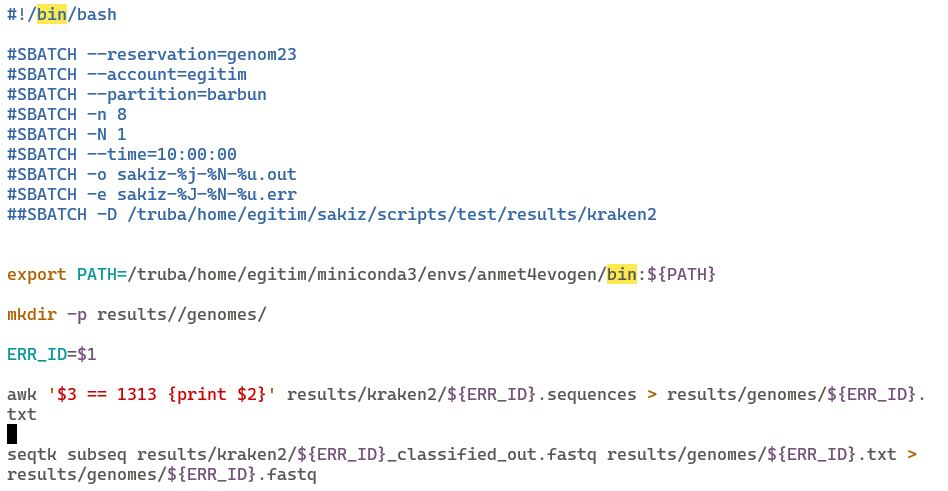 #!/bin/bash
#SBATCH --reservation=genom23
#SBATCH --account=egitim
#SBATCH --partition=barbun
#SBATCH -n 8
#SBATCH -N 1
#SBATCH --time=10:00:00
#SBATCH -o sakiz-%j-%N-%u.out
#SBATCH -e sakiz-%J-%N-%u.err
##SBATCH -D /truba/home/egitim/sakiz/scripts/test/results/kraken2
export PATH=/truba/home/egitim/miniconda3/envs/anmet4evogen/bin:${PATH}
mkdir -p results//genomes/
ERR_ID=$1
awk '$3 == 1313 {print $2}' results/kraken2/${ERR_ID}.sequences > results/genomes/${ERR_ID}.
txt
seqtk subseq results/kraken2/${ERR_ID}_classified_out.fastq results/genomes/${ERR_ID}.txt >
results/genomes/${ERR_ID}.fastq